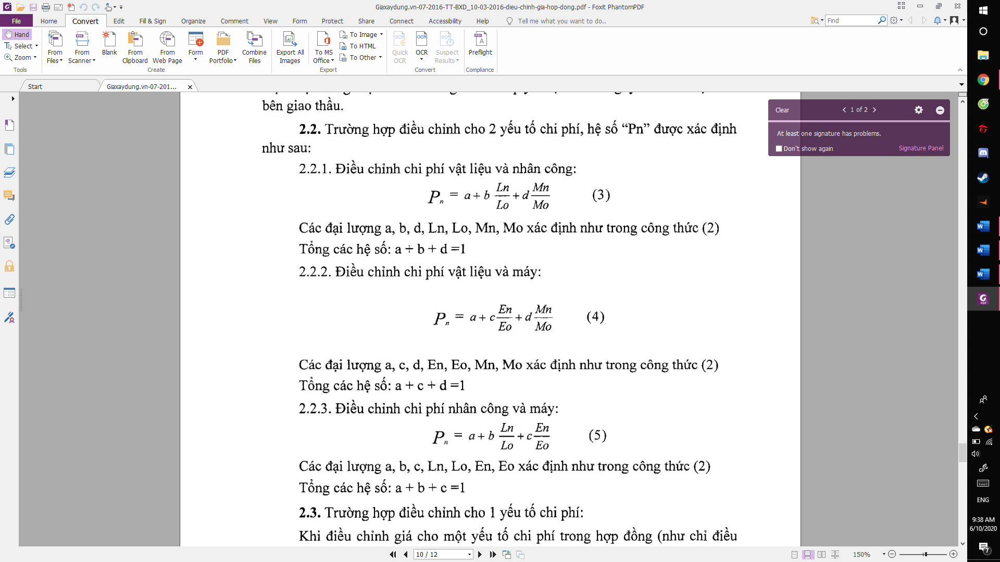 Giaxaydung.vn-07-2016-TT-BXD_10-03-2016-dieu-chinh-gia-hop-dong.pdf - Foxit PhantomPDF
File Home Convert Edit Fill & Sign Organize Comment View Form Protect Share Connect Accessibility Help Tell me what you want to do.. Find
Hand
Select
Zoom
Tools
From Files
From Scanner
Blank
From Clipboard
From Web Page
Form
PDF Portfolio
Combine Files
Create
Export All Images
To MS Office
To Image
To HTML
To Other
Export
Quick OCR
OCR
Suspect Results
Convert
Preflight
Compliance
Start
Giaxaydung.vn-07-201...
bên giao thầu.
2.2. Trường hợp điều chỉnh cho 2 yếu tố chi phí, hệ số “Pn” được xác định
như sau:
2.2.1. Điều chỉnh chi phí vật liệu và nhân công:
Pn = a + b Ln/Lo + d Mn/Mo (3)
Các đại lượng a, b, d, Ln, Lo, Mn, Mo xác định như trong công thức (2)
Tổng các hệ số: a + b + d =1
2.2.2. Điều chỉnh chi phí vật liệu và máy:
Pn = a + c En/Eo + d Mn/Mo (4)
Các đại lượng a, c, d, En, Eo, Mn, Mo xác định như trong công thức (2)
Tổng các hệ số: a + c + d =1
2.2.3. Điều chỉnh chi phí nhân công và máy:
Pn = a + b Ln/Lo + c En/Eo (5)
Các đại lượng a, b, c, Ln, Lo, En, Eo xác định như trong công thức (2)
Tổng các hệ số: a + b + c =1
2.3. Trường hợp điều chỉnh cho 1 yếu tố chi phí:
Khi điều chỉnh giá cho một yếu tố chi phí trong hợp đồng (như chỉ điều
Clear
1 of 2
At least one signature has problems.
Don't show again
Signature Panel
10 / 12
150%
ENG
9:38 AM
6/10/2020
7